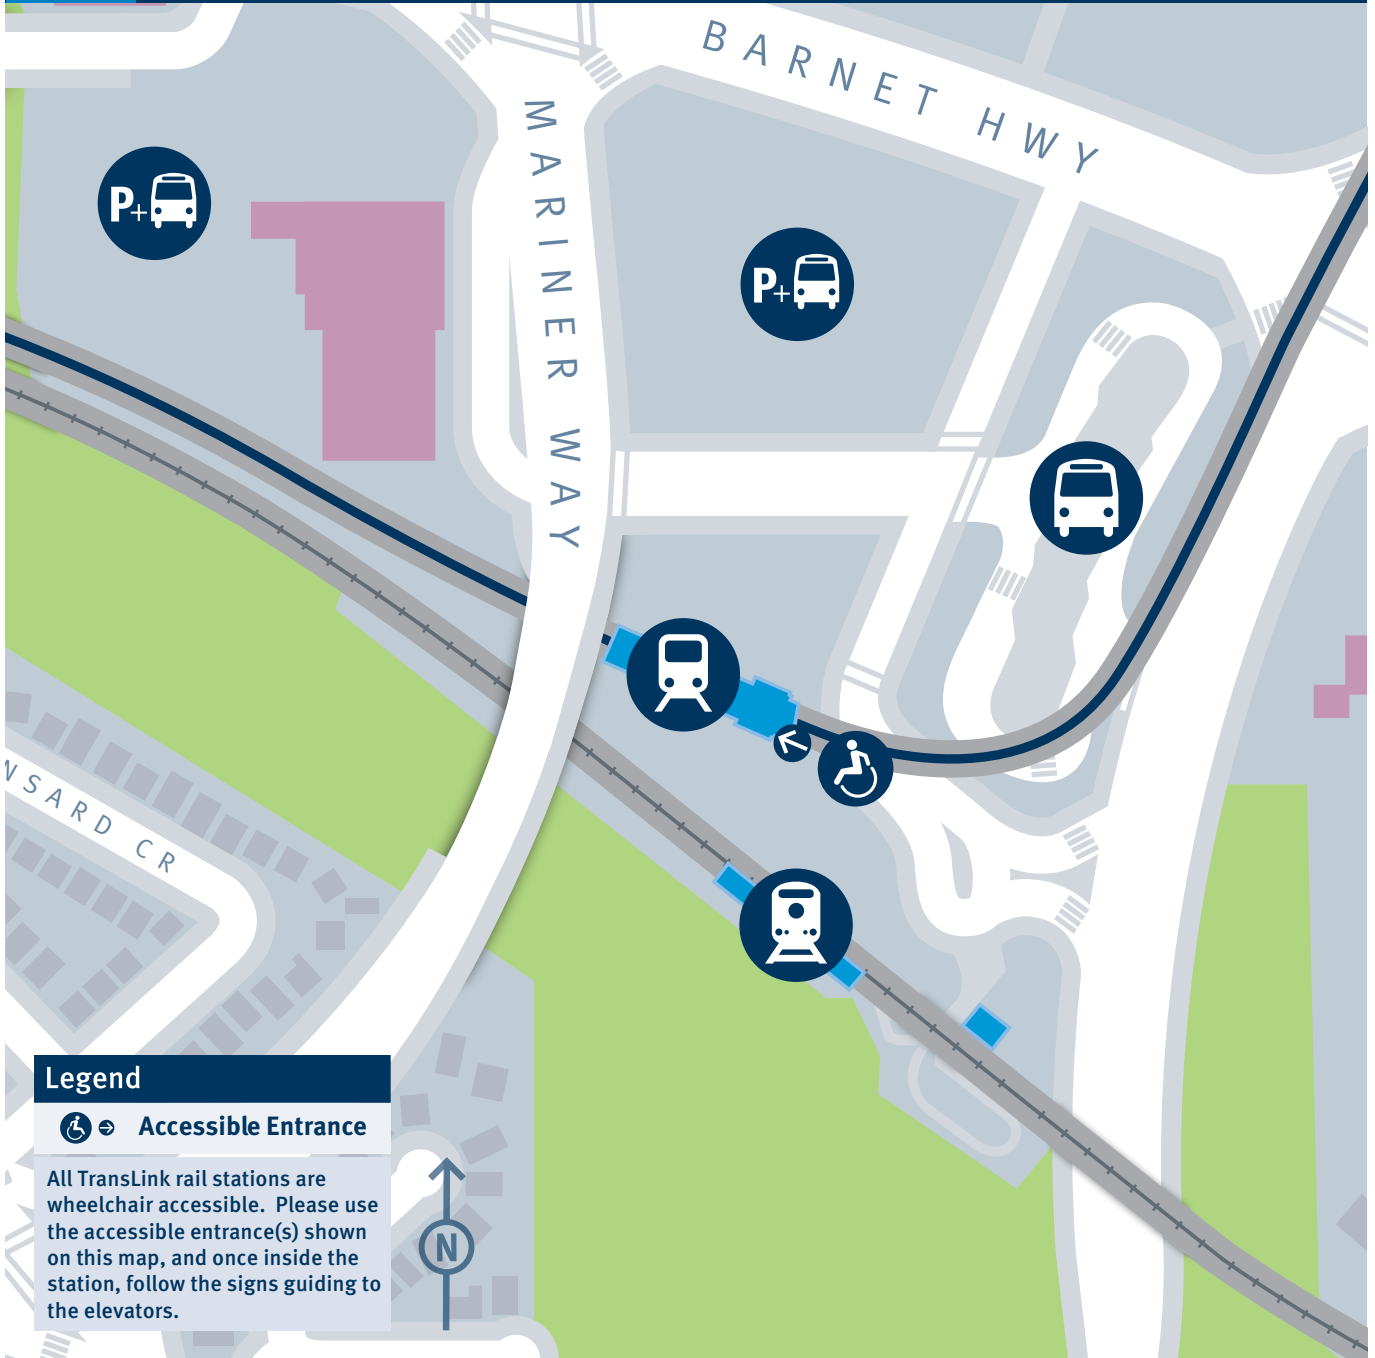 BARNET HWY
MARINER WAY
P+
P+
NSARD CR
Legend
Accessible Entrance
All TransLink rail stations are
wheelchair accessible. Please use
the accessible entrance(s) shown
on this map, and once inside the
station, follow the signs guiding to
the elevators.
N